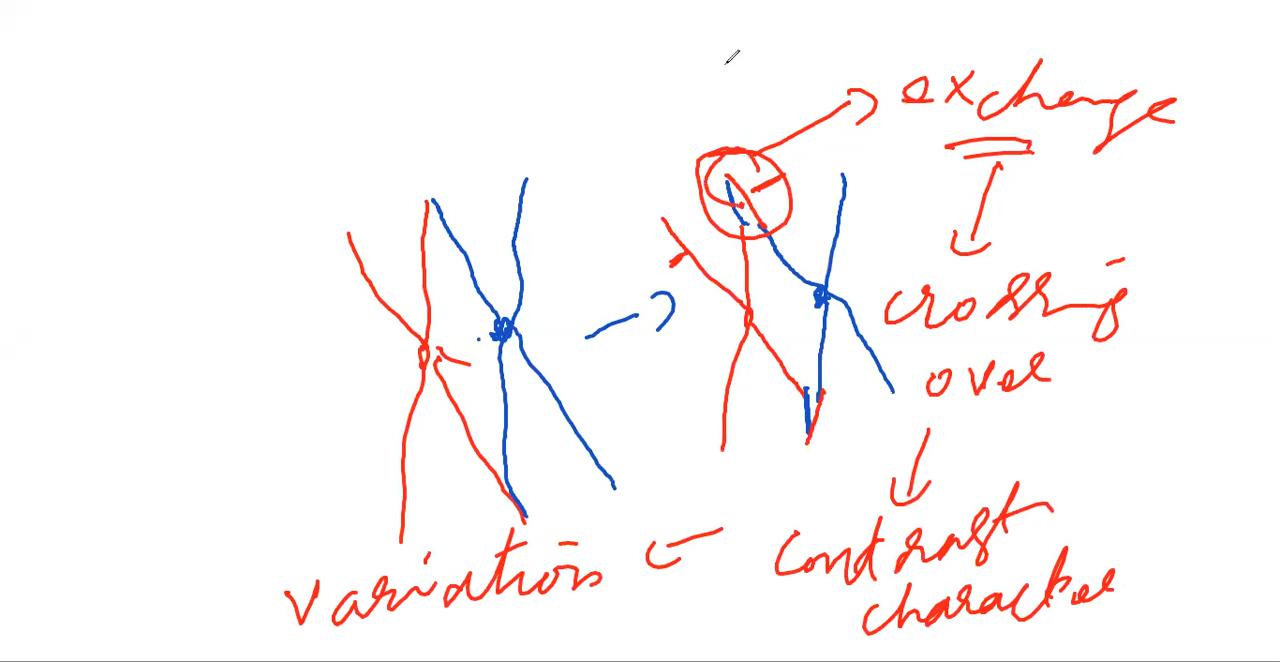 exchange
crossing
over
contrast
character
variations